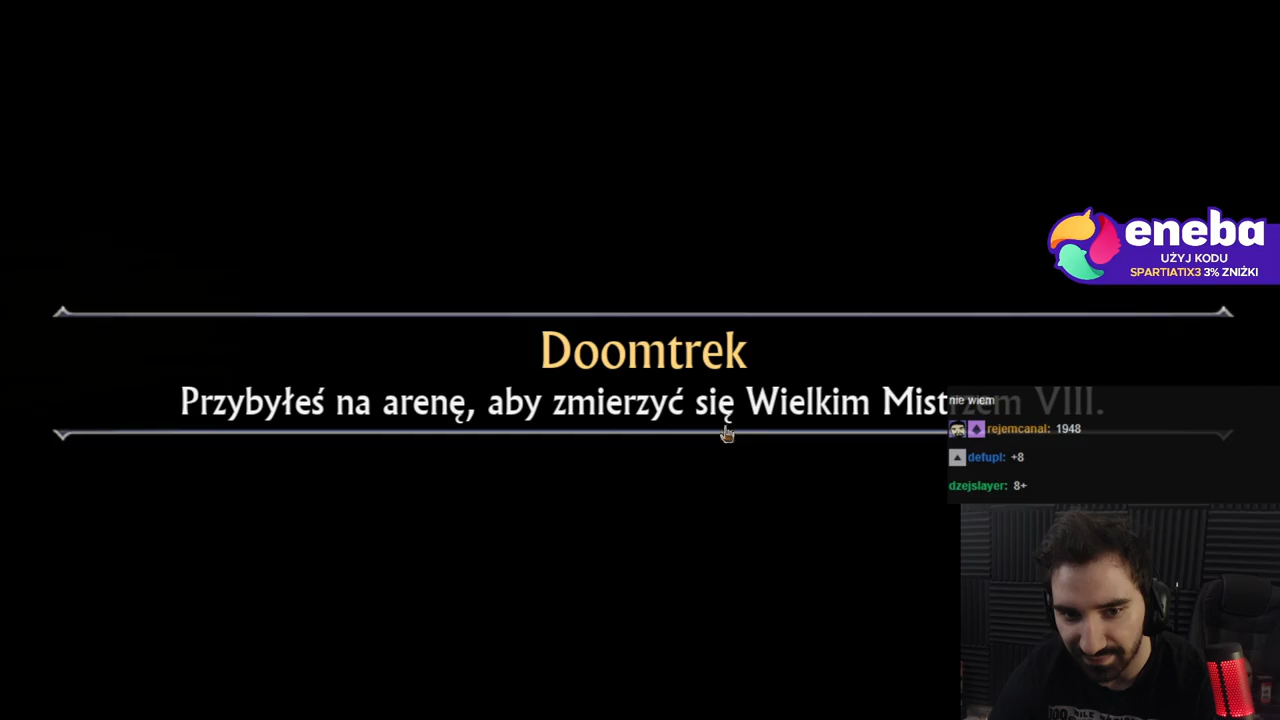 eneba
UŻYJ KODU
SPARTIATIX3 3% ZNIŻKI
Doomtrek
Przybyłeś na arenę, aby zmierzyć się Wielkim Mistrzem VIII.
nie wiem
rejemcanal: 1948
defupl: +8
dzejslayer: 8+